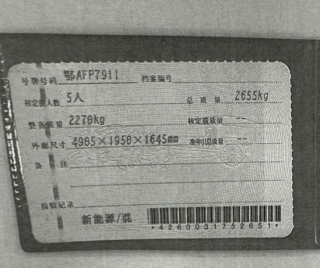 号牌号码 鄂AFP7911 档案编号
核定载人数 5人 总质量 2655kg
整备质量 2270kg 核定载质量 --
外廓尺寸 4905×1950×1645mm 准牵引总质量 --
备注
检验记录
新能源/混
*4260031752651*